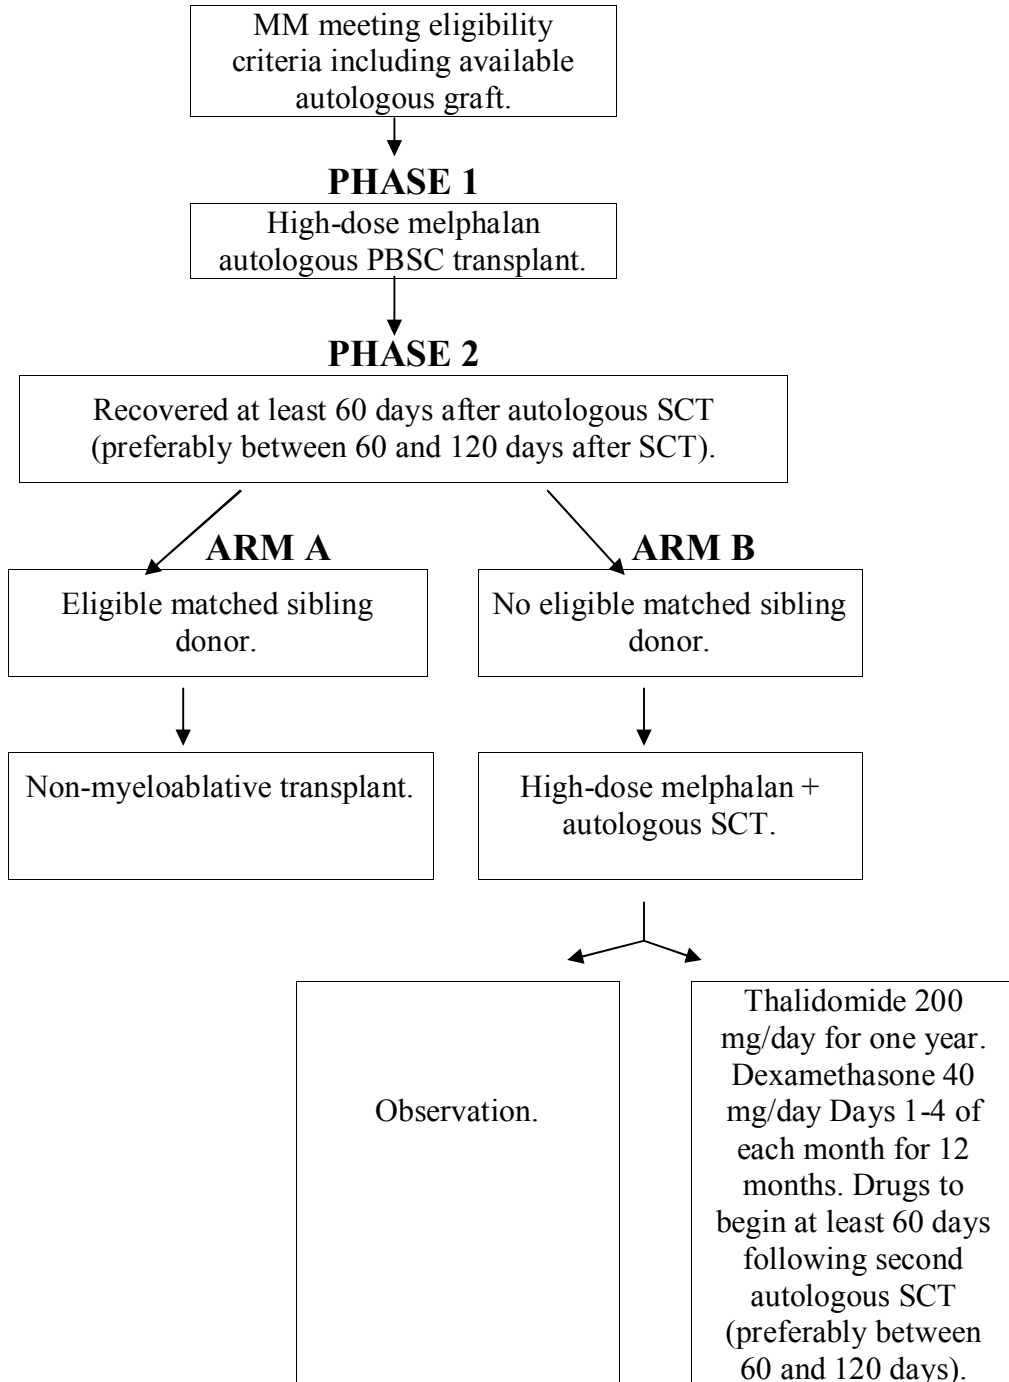 MM meeting eligibility
criteria including available
autologous graft.
PHASE 1
High-dose melphalan
autologous PBSC transplant.
PHASE 2
Recovered at least 60 days after autologous SCT
(preferably between 60 and 120 days after SCT).
ARM A
Eligible matched sibling
donor.
Non-myeloablative transplant.
ARM B
No eligible matched sibling
donor.
High-dose melphalan +
autologous SCT.
Observation.
Thalidomide 200
mg/day for one year.
Dexamethasone 40
mg/day Days 1-4 of
each month for 12
months. Drugs to
begin at least 60 days
following second
autologous SCT
(preferably between
60 and 120 days).